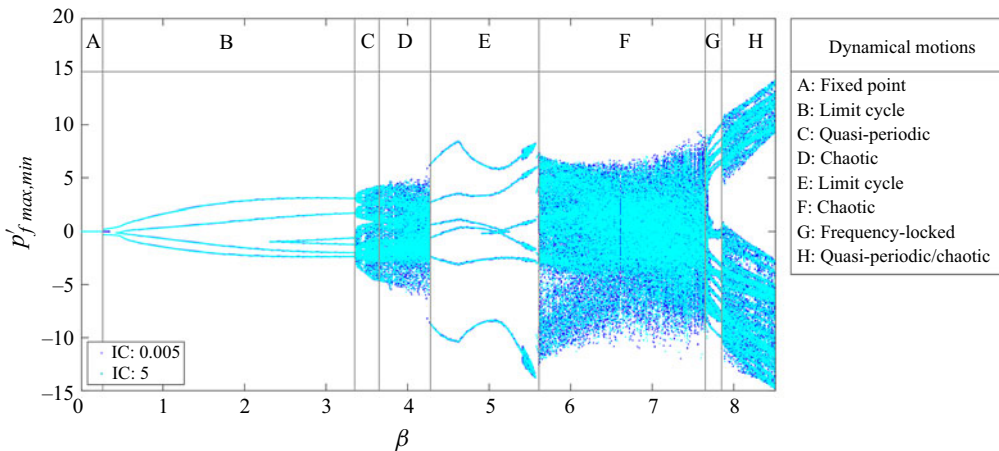 20
15
10
5
0
−5
−10
−15
p′f max,min
A B C D E F G H
IC: 0.005
IC: 5
0 1 2 3 4 5 6 7 8
β
Dynamical motions
A: Fixed point
B: Limit cycle
C: Quasi-periodic
D: Chaotic
E: Limit cycle
F: Chaotic
G: Frequency-locked
H: Quasi-periodic/chaotic